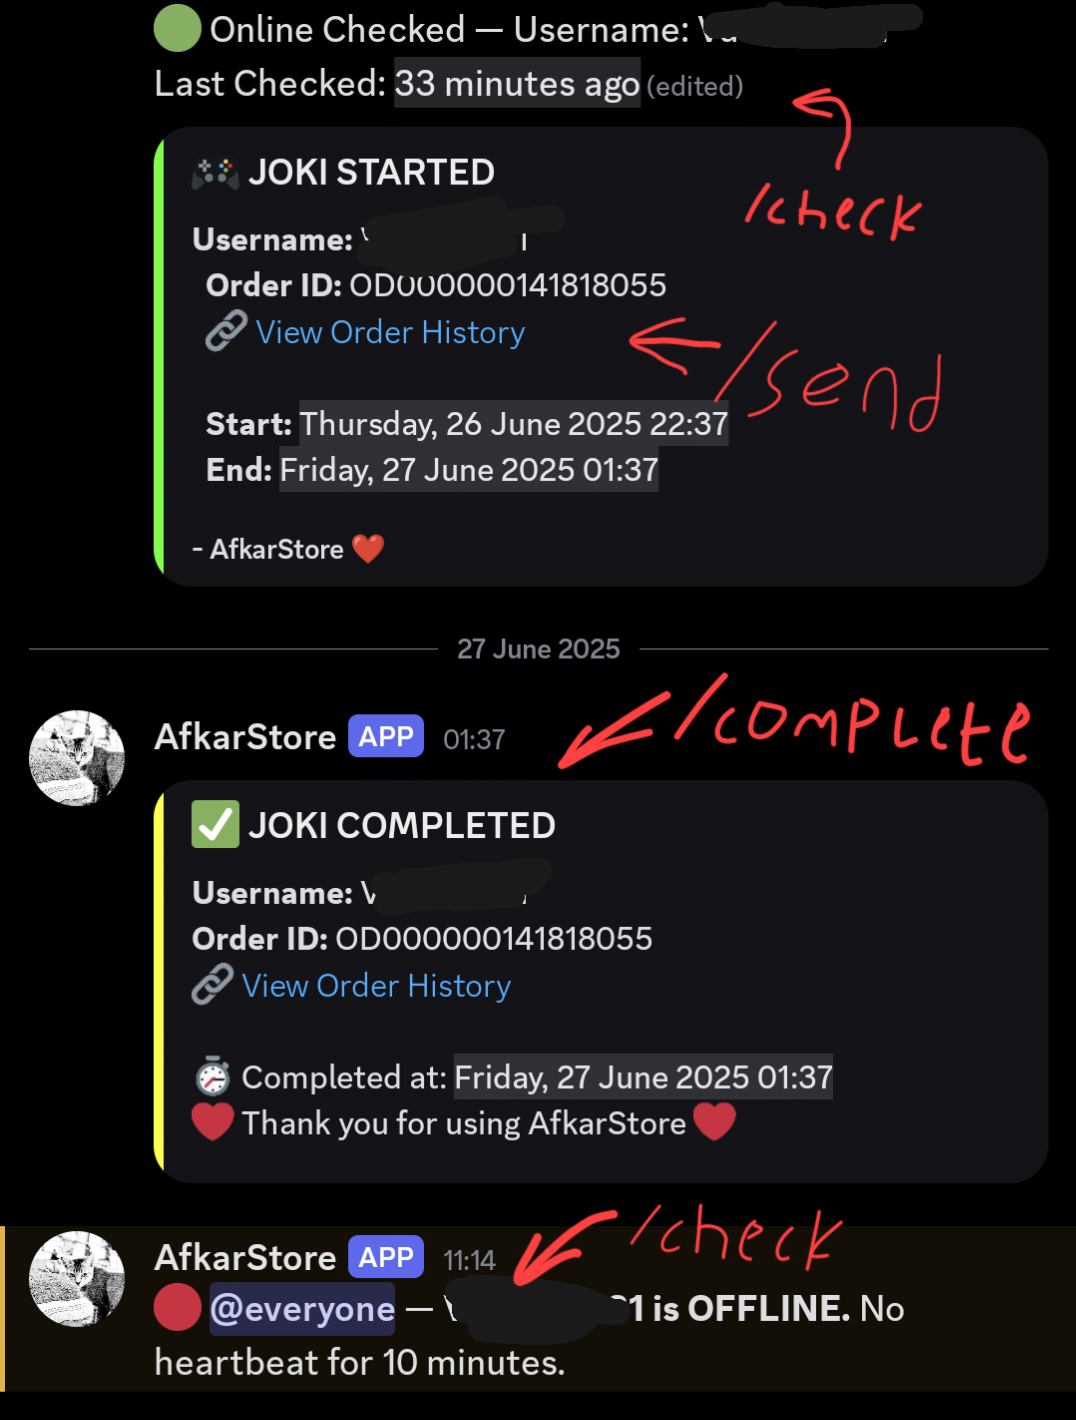 Online Checked — Username:
Last Checked: 33 minutes ago (edited)
/check
JOKI STARTED
Username:
Order ID: OD000000141818055
View Order History
/send
Start: Thursday, 26 June 2025 22:37
End: Friday, 27 June 2025 01:37
- AfkarStore
27 June 2025
/complete
AfkarStore APP 01:37
JOKI COMPLETED
Username:
Order ID: OD000000141818055
View Order History
Completed at: Friday, 27 June 2025 01:37
Thank you for using AfkarStore
/check
AfkarStore APP 11:14
@everyone — 1 is OFFLINE. No
heartbeat for 10 minutes.